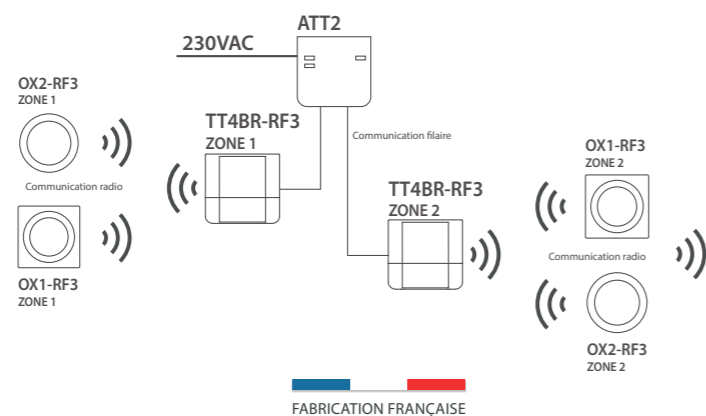 ATT2
230VAC
OX2-RF3
ZONE 1
TT4BR-RF3
ZONE 1
Communication filaire
Communication radio
OX1-RF3
ZONE 1
TT4BR-RF3
ZONE 2
OX1-RF3
ZONE 2
Communication radio
OX2-RF3
ZONE 2
FABRICATION FRANÇAISE